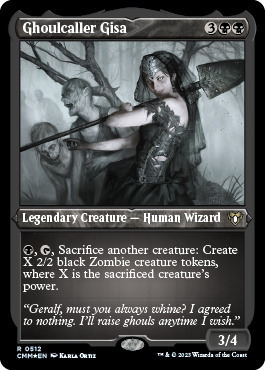 Ghoulcaller Gisa 3
Legendary Creature — Human Wizard
, , Sacrifice another creature: Create
X 2/2 black Zombie creature tokens,
where X is the sacrificed creature's
power.
"Geralf, must you always whine? I agreed
to nothing. I'll raise ghouls anytime I wish."
3/4
R 0512
CMM★EN Karla Ortiz
™ & © 2023 Wizards of the Coast